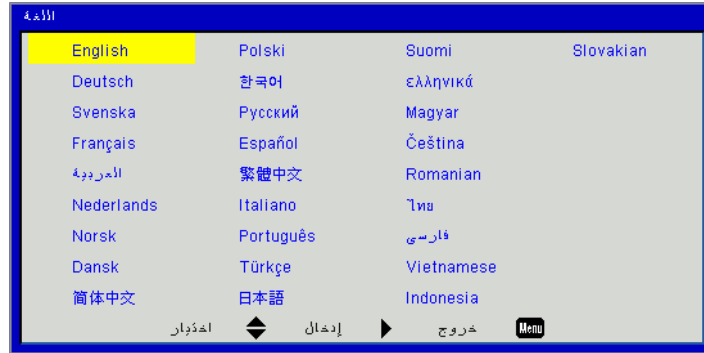 اللغة
English Polski Suomi Slovakian
Deutsch 한국어 ελληνικά
Svenska Русский Magyar
Français Español Čeština
العربية 繁體中文 Romanian
Nederlands Italiano ไทย
Norsk Português فارسی
Dansk Türkçe Vietnamese
简体中文 日本語 Indonesia
اختيار إدخال خروج Menu